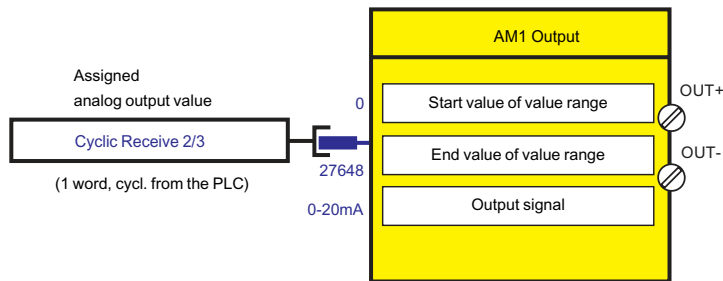 AM1 Output
Assigned
analog output value
Cyclic Receive 2/3
(1 word, cycl. from the PLC)
0
Start value of value range
OUT+
27648
End value of value range
OUT-
0-20mA
Output signal